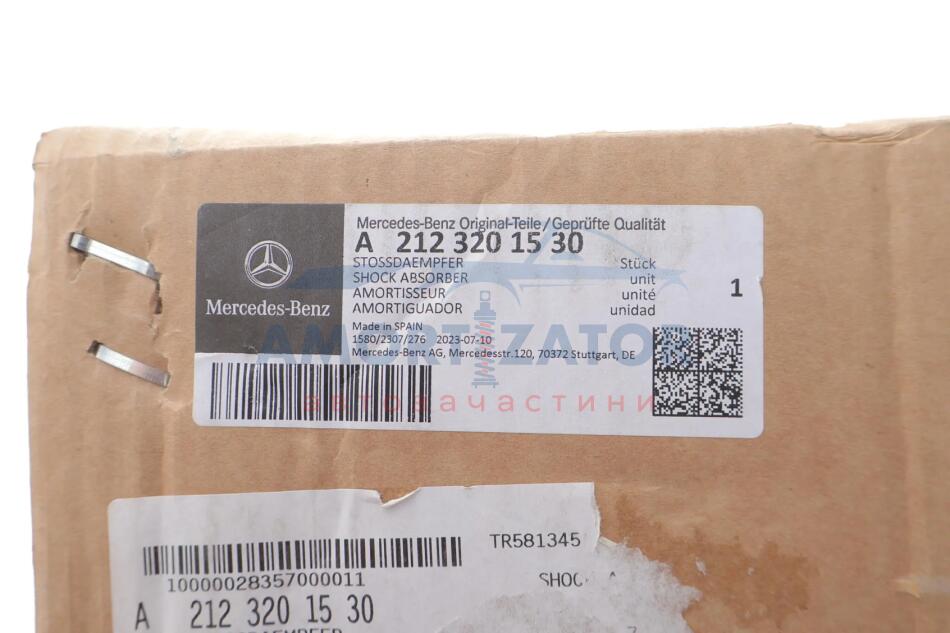 Mercedes-Benz Original-Teile/Geprüfte Qualität
A 212 320 15 30
STOSSDAEMPFER Stück
SHOCK ABSORBER unit
AMORTISSEUR unité
AMORTIGUADOR unidad
1
Mercedes-Benz
Made in SPAIN
1580/2307/276 2023-07-10
Mercedes-Benz AG, Mercedesstr.120, 70372 Stuttgart, DE
AMORTIZATOR
автозачастини
TR581345
10000028357000011
SHOC
A 212 320 15 30